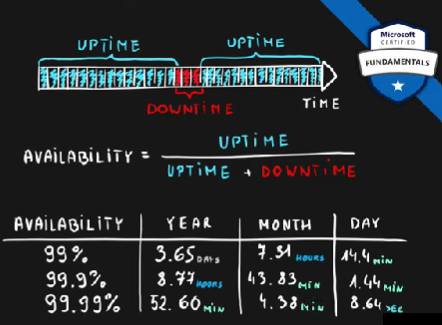 UPTIME UPTIME
Microsoft
CERTIFIED
FUNDAMENTALS
DOWNTIME
TIME
AVAILABILITY = UPTIME
UPTIME + DOWNTIME
AVAILABILITY YEAR MONTH DAY
99% 3.65 DAYS 7.31 HOURS 14.4 MIN
99.9% 8.77 HOURS 43.83 MIN 1.44 MIN
99.99% 52.60 MIN 4.38 MIN 8.64 SEC